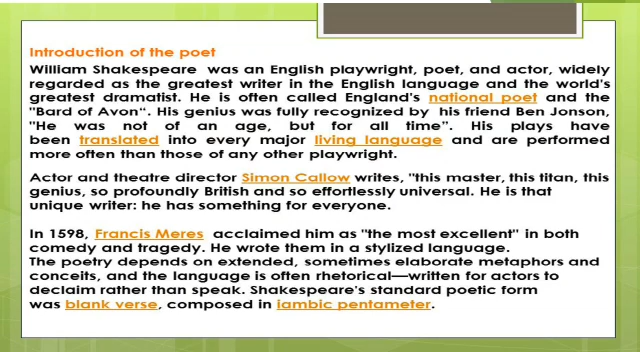 Introduction of the poet
William Shakespeare was an English playwright, poet, and actor, widely
regarded as the greatest writer in the English language and the world's
greatest dramatist. He is often called England's national poet and the
"Bard of Avon". His genius was fully recognized by his friend Ben Jonson,
"He was not of an age, but for all time". His plays have
been translated into every major living language and are performed
more often than those of any other playwright.
Actor and theatre director Simon Callow writes, "this master, this titan, this
genius, so profoundly British and so effortlessly universal. He is that
unique writer: he has something for everyone.
In 1598, Francis Meres acclaimed him as "the most excellent" in both
comedy and tragedy. He wrote them in a stylized language.
The poetry depends on extended, sometimes elaborate metaphors and
conceits, and the language is often rhetorical—written for actors to
declaim rather than speak. Shakespeare's standard poetic form
was blank verse, composed in iambic pentameter.